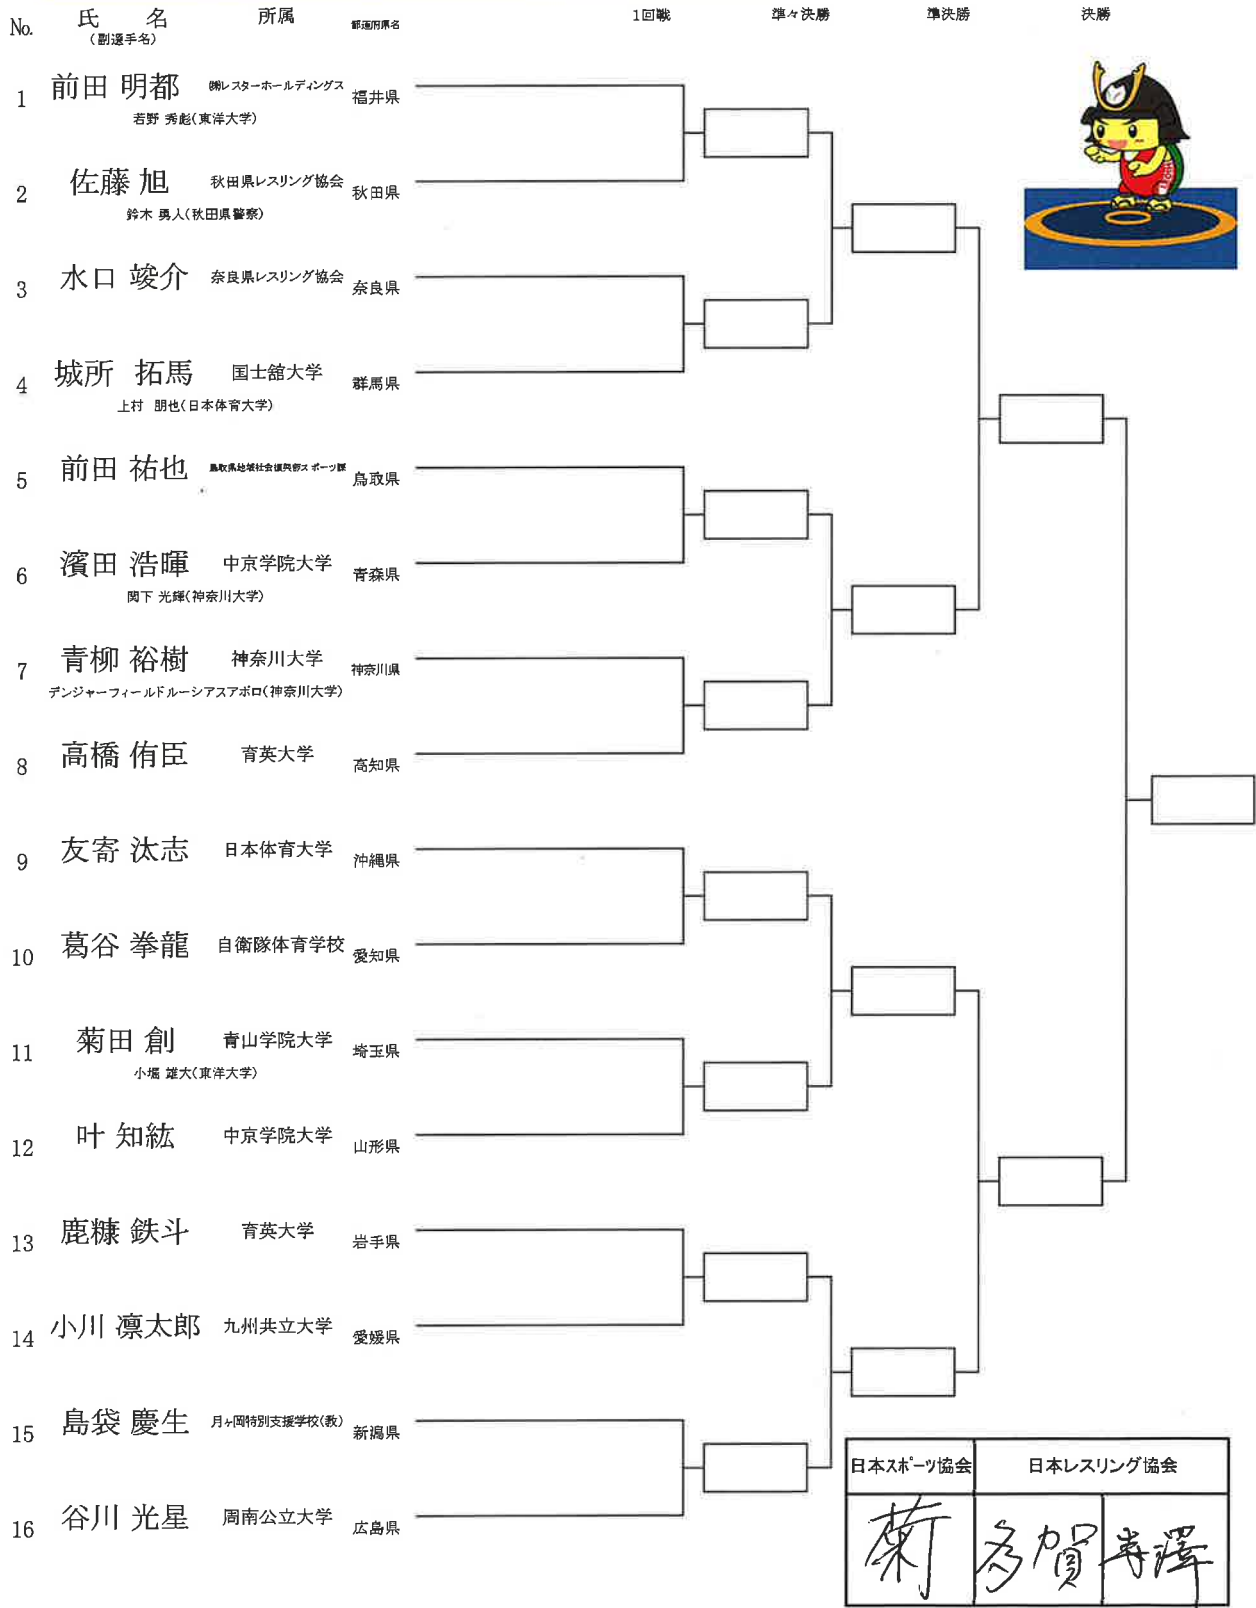 No. 氏 名 所属 都道府県名 1回戦 準々決勝 準決勝 決勝
(副選手名)
1 前田 明都 ㈱レスターホールディングス 福井県
若野 秀彪(東洋大学)
2 佐藤 旭 秋田県レスリング協会 秋田県
鈴木 勇人(秋田県警察)
3 水口 竣介 奈良県レスリング協会 奈良県
4 城所 拓馬 国士舘大学 群馬県
上村 朋也(日本体育大学)
5 前田 祐也 鳥取県地域社会振興部スポーツ課 鳥取県
6 濱田 浩暉 中京学院大学 青森県
関下 光輝(神奈川大学)
7 青柳 裕樹 神奈川大学 神奈川県
デンジャーフィールドルーシアスアポロ(神奈川大学)
8 高橋 侑臣 育英大学 高知県
9 友寄 汰志 日本体育大学 沖縄県
10 葛谷 拳龍 自衛隊体育学校 愛知県
11 菊田 創 青山学院大学 埼玉県
小堀 雄大(東洋大学)
12 叶 知紘 中京学院大学 山形県
13 鹿糠 鉄斗 育英大学 岩手県
14 小川 凛太郎 九州共立大学 愛媛県
15 島袋 慶生 月ヶ岡特別支援学校(教) 新潟県
16 谷川 光星 周南公立大学 広島県
日本スポーツ協会 日本レスリング協会
多賀